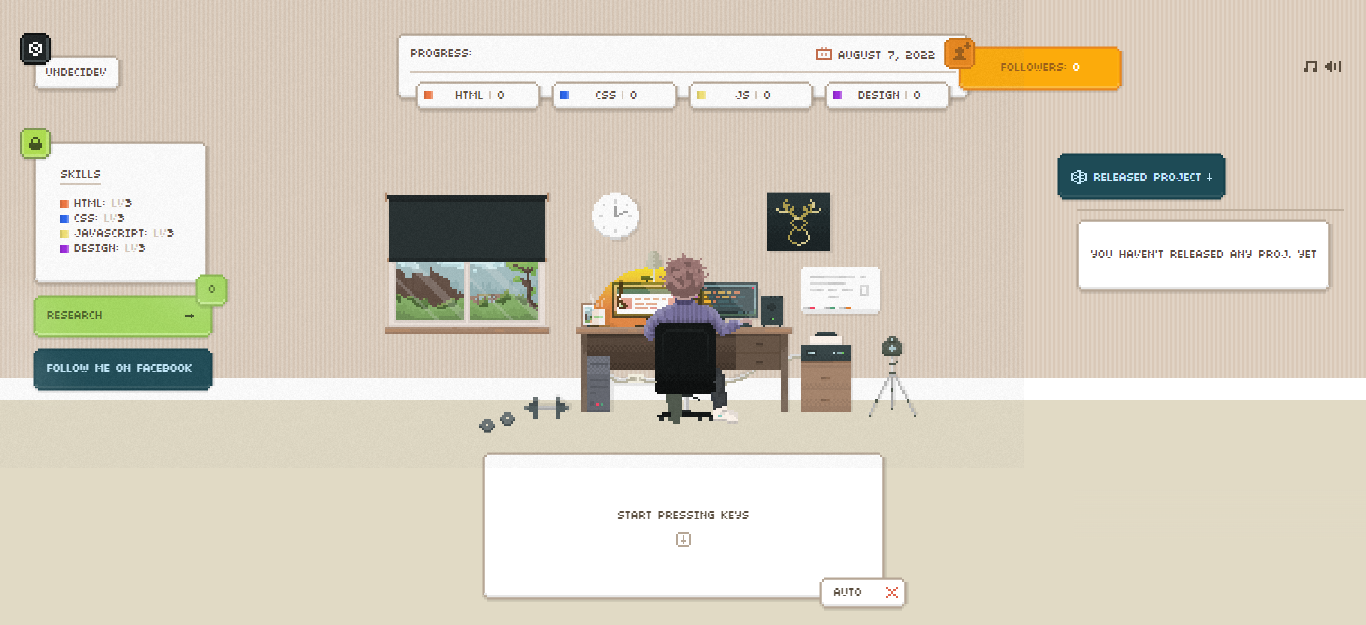 UNDECIDEV
PROGRESS:
AUGUST 7, 2022
HTML | 0
CSS | 0
JS | 0
DESIGN | 0
FOLLOWERS: 0
SKILLS
HTML: LV3
CSS: LV3
JAVASCRIPT: LV3
DESIGN: LV3
0
RESEARCH →
FOLLOW ME ON FACEBOOK
RELEASED PROJECT ↓
YOU HAVEN'T RELEASED ANY PROJ. YET
START PRESSING KEYS
AUTO